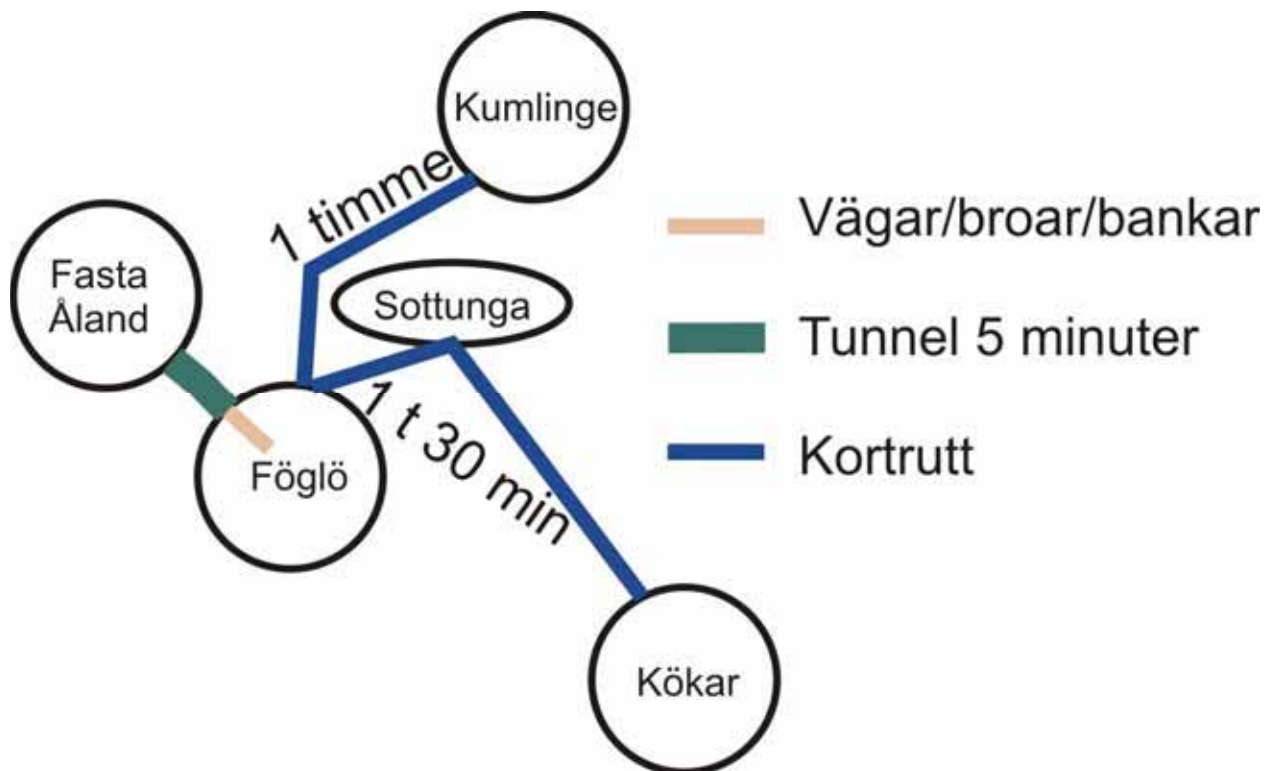 Kumlinge
1 timme
Fasta
Åland
Sottunga
1 t 30 min
Föglö
Kökar
Vägar/broar/bankar
Tunnel 5 minuter
Kortrutt